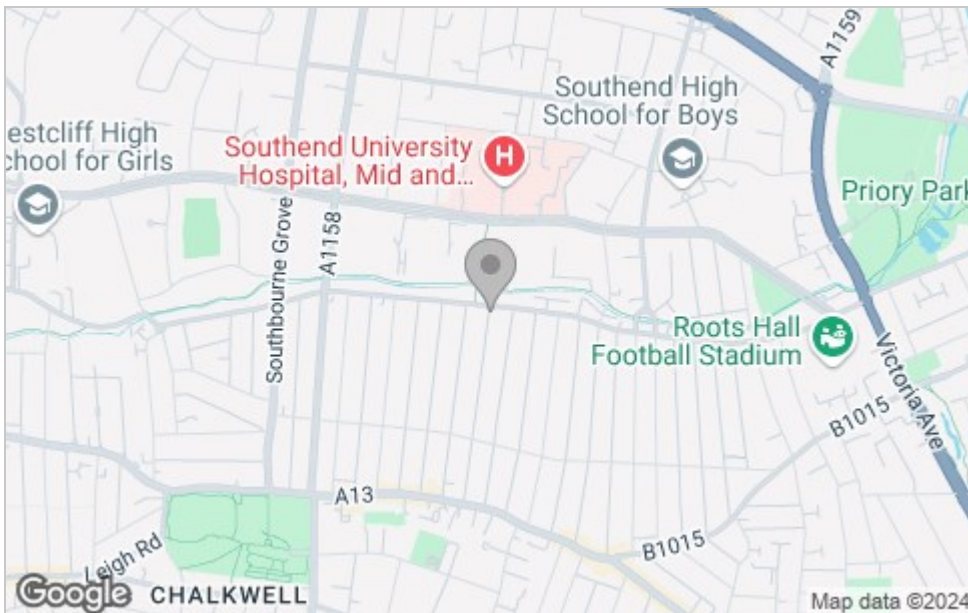 A1159
Southend High
School for Boys
estcliff High
chool for Girls
Southend University
Hospital, Mid and...
H
Priory Park
Southbourne Grove
A1158
Roots Hall
Football Stadium
Victoria Ave
B1015
A13
B1015
Leigh Rd
CHALKWELL
Google
Map data ©2024